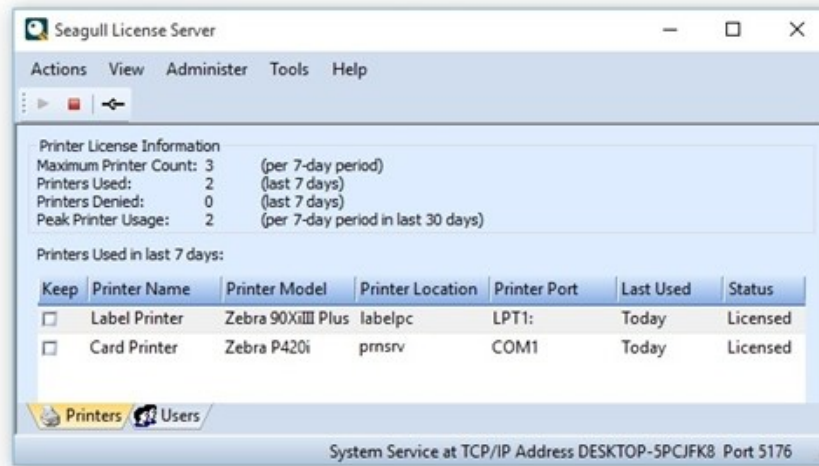 Seagull License Server
Actions View Administer Tools Help
Printer License Information
Maximum Printer Count: 3 (per 7-day period)
Printers Used: 2 (last 7 days)
Printers Denied: 0 (last 7 days)
Peak Printer Usage: 2 (per 7-day period in last 30 days)
Printers Used in last 7 days:
Keep Printer Name Printer Model Printer Location Printer Port Last Used Status
Label Printer Zebra 90XiIII Plus labelpc LPT1: Today Licensed
Card Printer Zebra P420i prnsrv COM1 Today Licensed
Printers Users
System Service at TCP/IP Address DESKTOP-5PCJFK8 Port 5176